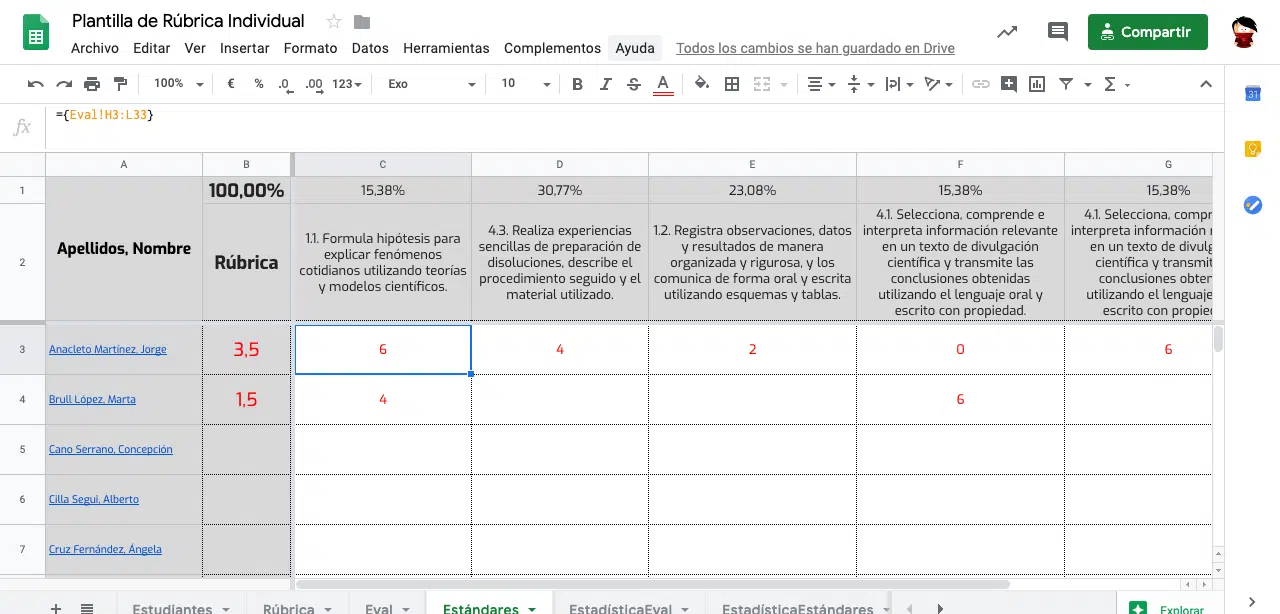 Plantilla de Rúbrica Individual
Archivo Editar Ver Insertar Formato Datos Herramientas Complementos Ayuda Todos los cambios se han guardado en Drive
Compartir
100% € % .0 .00 123 Exo 10 B I S A Σ
31
fx ={Eval!H3:L33}
A B C D E F G
1 100,00% 15,38% 30,77% 23,08% 15,38% 15,38%
2
Apellidos, Nombre
Rúbrica
1.1. Formula hipótesis para
explicar fenómenos
cotidianos utilizando teorías
y modelos científicos.
4.3. Realiza experiencias
sencillas de preparación de
disoluciones, describe el
procedimiento seguido y el
material utilizado.
1.2. Registra observaciones, datos
y resultados de manera
organizada y rigurosa, y los
comunica de forma oral y escrita
utilizando esquemas y tablas.
4.1. Selecciona, comprende e
interpreta información relevante
en un texto de divulgación
científica y transmite las
conclusiones obtenidas
utilizando el lenguaje oral y
escrito con propiedad.
4.1. Selecciona, compr
interpreta información
en un texto de divulg
científica y transmit
conclusiones obten
utilizando el lenguaje
escrito con propie
3 Anacleto Martínez, Jorge 3,5 6 4 2 0 6
4 Brull López, Marta 1,5 4 6
5 Cano Serrano, Concepción
6 Cilla Segui, Alberto
7 Cruz Fernández, Ángela
+ Estudiantes Rúbrica Eval Estándares EstadísticaEval EstadísticaEstándares Explorar